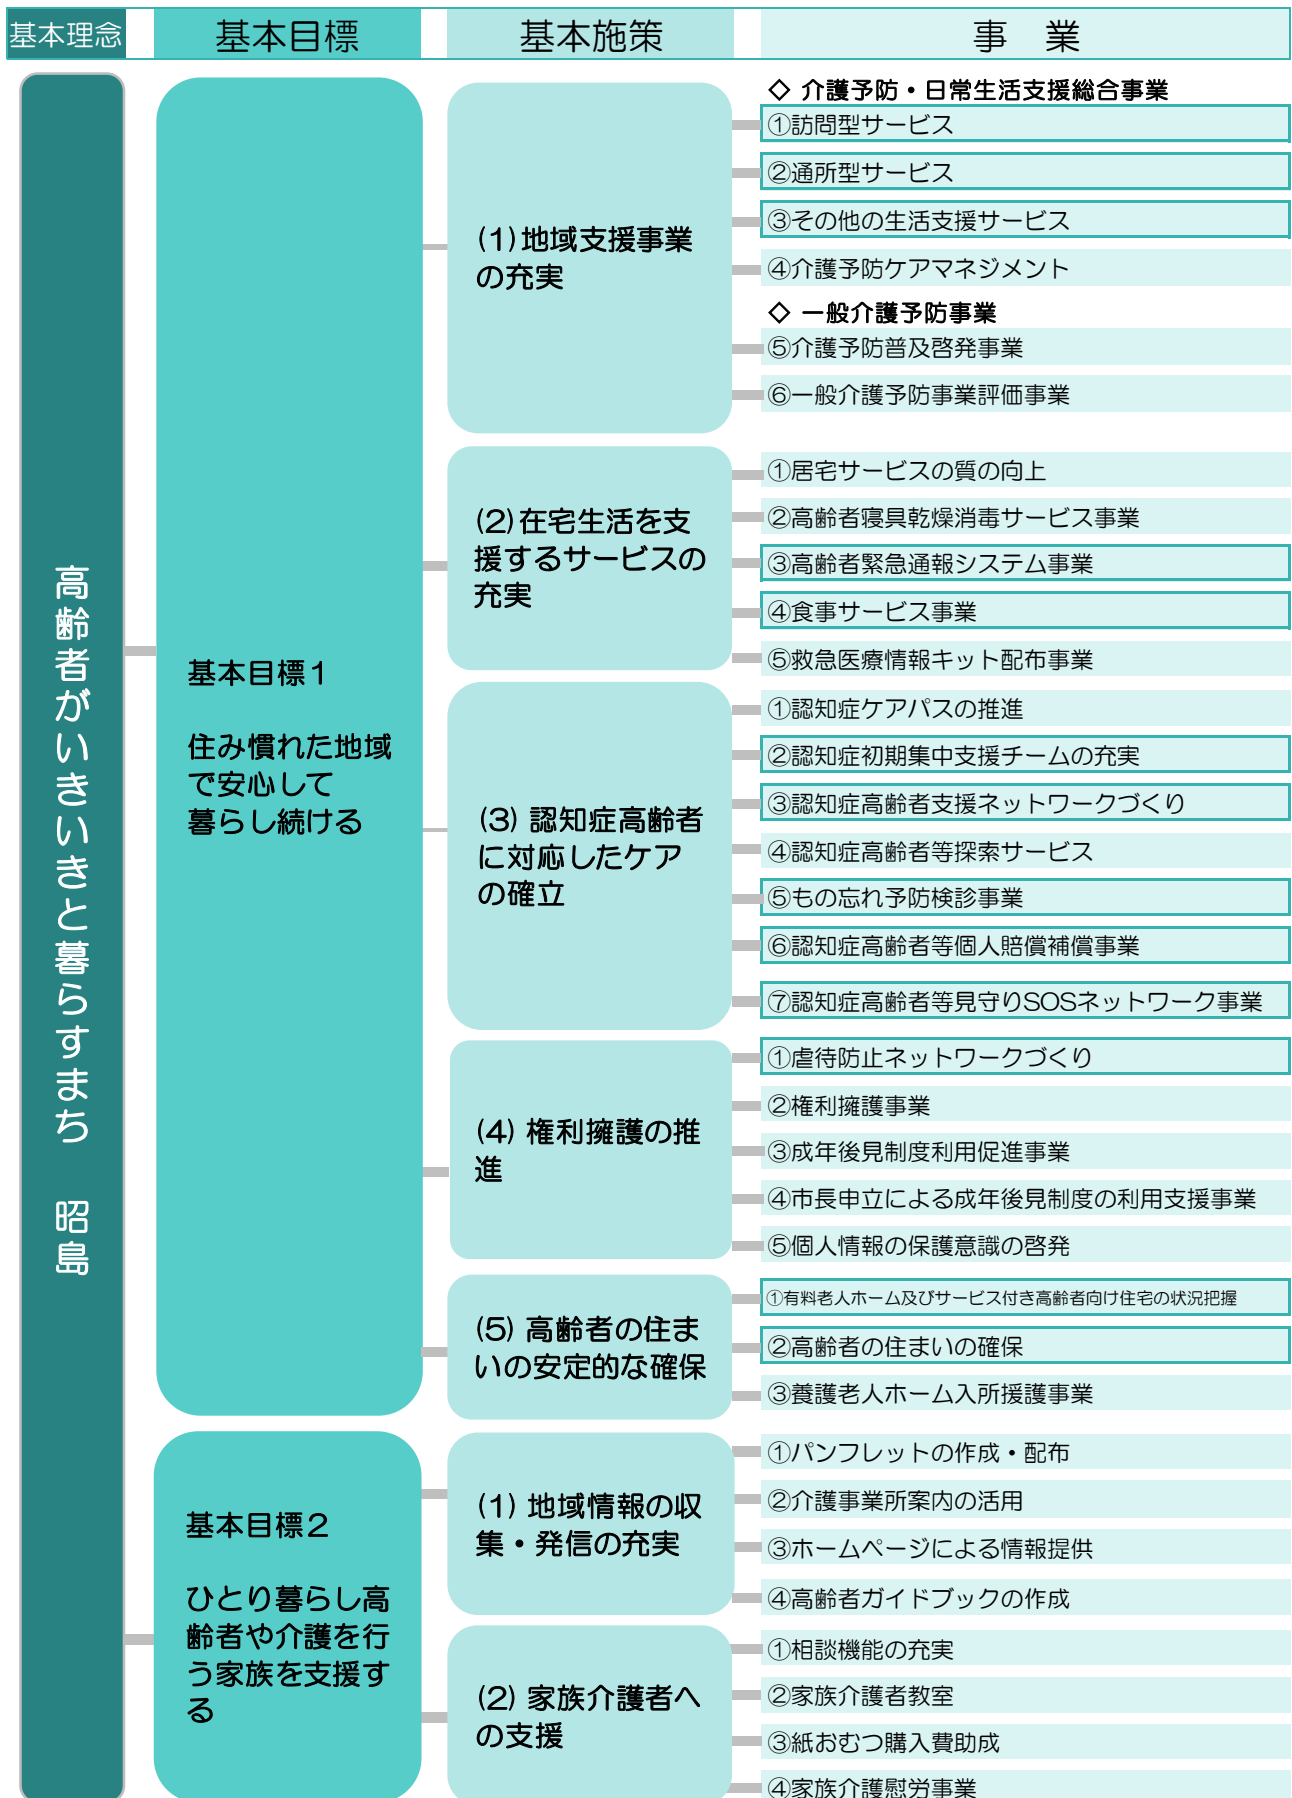 基本理念
基本目標
基本施策
事　業
高齢者がいきいきと暮らすまち　昭島
基本目標１
住み慣れた地域
で安心して
暮らし続ける
(1)地域支援事業
の充実
◇ 介護予防・日常生活支援総合事業
①訪問型サービス
②通所型サービス
③その他の生活支援サービス
④介護予防ケアマネジメント
◇ 一般介護予防事業
⑤介護予防普及啓発事業
⑥一般介護予防事業評価事業
(2)在宅生活を支
援するサービスの
充実
①居宅サービスの質の向上
②高齢者寝具乾燥消毒サービス事業
③高齢者緊急通報システム事業
④食事サービス事業
⑤救急医療情報キット配布事業
(3) 認知症高齢者
に対応したケア
の確立
①認知症ケアパスの推進
②認知症初期集中支援チームの充実
③認知症高齢者支援ネットワークづくり
④認知症高齢者等探索サービス
⑤もの忘れ予防検診事業
⑥認知症高齢者等個人賠償補償事業
⑦認知症高齢者等見守りSOSネットワーク事業
(4) 権利擁護の推
進
①虐待防止ネットワークづくり
②権利擁護事業
③成年後見制度利用促進事業
④市長申立による成年後見制度の利用支援事業
⑤個人情報の保護意識の啓発
(5) 高齢者の住ま
いの安定的な確保
①有料老人ホーム及びサービス付き高齢者向け住宅の状況把握
②高齢者の住まいの確保
③養護老人ホーム入所援護事業
基本目標２
ひとり暮らし高
齢者や介護を行
う家族を支援す
る
(1) 地域情報の収
集・発信の充実
①パンフレットの作成・配布
②介護事業所案内の活用
③ホームページによる情報提供
④高齢者ガイドブックの作成
(2) 家族介護者へ
の支援
①相談機能の充実
②家族介護者教室
③紙おむつ購入費助成
④家族介護慰労事業